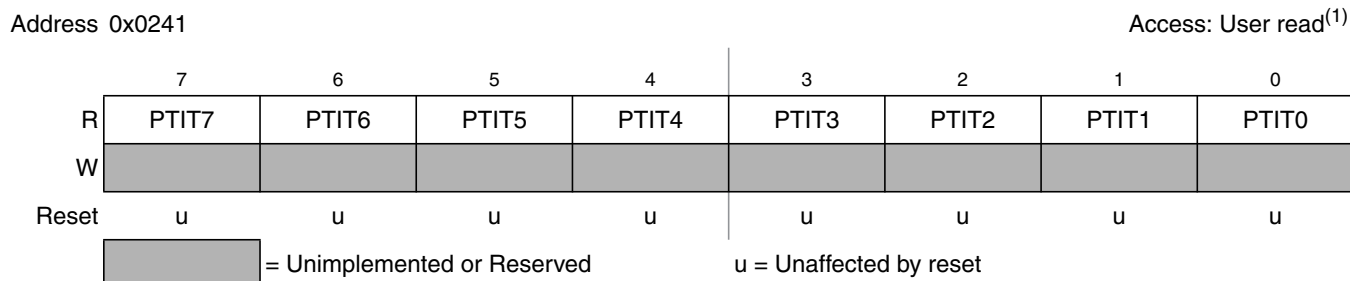 Address 0x0241 Access: User read(1)
7 6 5 4 3 2 1 0
R PTIT7 PTIT6 PTIT5 PTIT4 PTIT3 PTIT2 PTIT1 PTIT0
W
Reset u u u u u u u u
= Unimplemented or Reserved u = Unaffected by reset